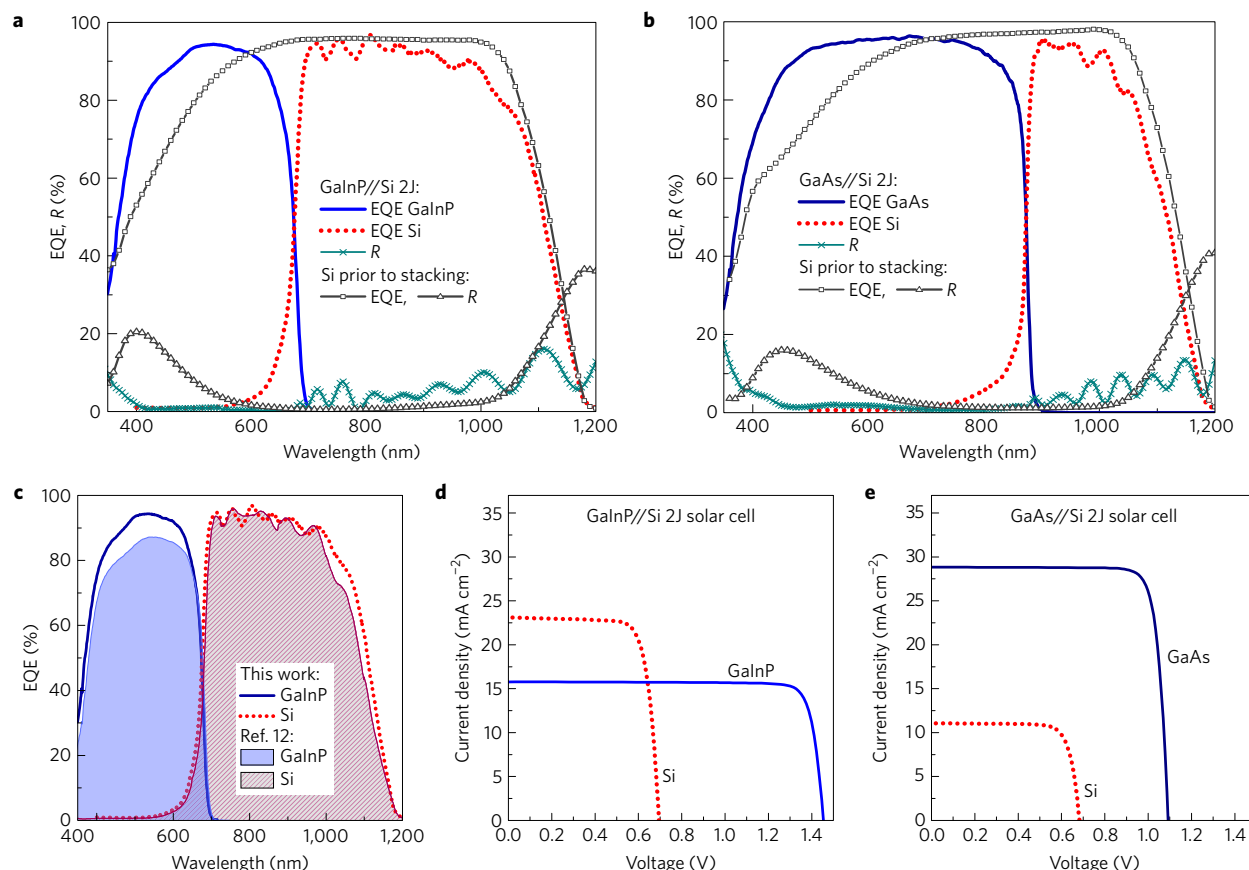 a
100
80
60
40
20
0
EQE, R (%)
400
600
800
1,000
1,200
Wavelength (nm)
GaInP//Si 2J:
EQE GaInP
EQE Si
R
Si prior to stacking:
EQE, R
b
100
80
60
40
20
0
EQE, R (%)
400
600
800
1,000
1,200
Wavelength (nm)
GaAs//Si 2J:
EQE GaAs
EQE Si
R
Si prior to stacking:
EQE, R
c
100
80
60
40
20
0
EQE (%)
400
600
800
1,000
1,200
Wavelength (nm)
This work:
GaInP
Si
Ref. 12:
GaInP
Si
d
35
30
25
20
15
10
5
0
Current density (mA cm−2)
0.0
0.2
0.4
0.6
0.8
1.0
1.2
1.4
Voltage (V)
GaInP//Si 2J solar cell
GaInP
Si
e
35
30
25
20
15
10
5
0
Current density (mA cm−2)
0.0
0.2
0.4
0.6
0.8
1.0
1.2
1.4
Voltage (V)
GaAs//Si 2J solar cell
GaAs
Si